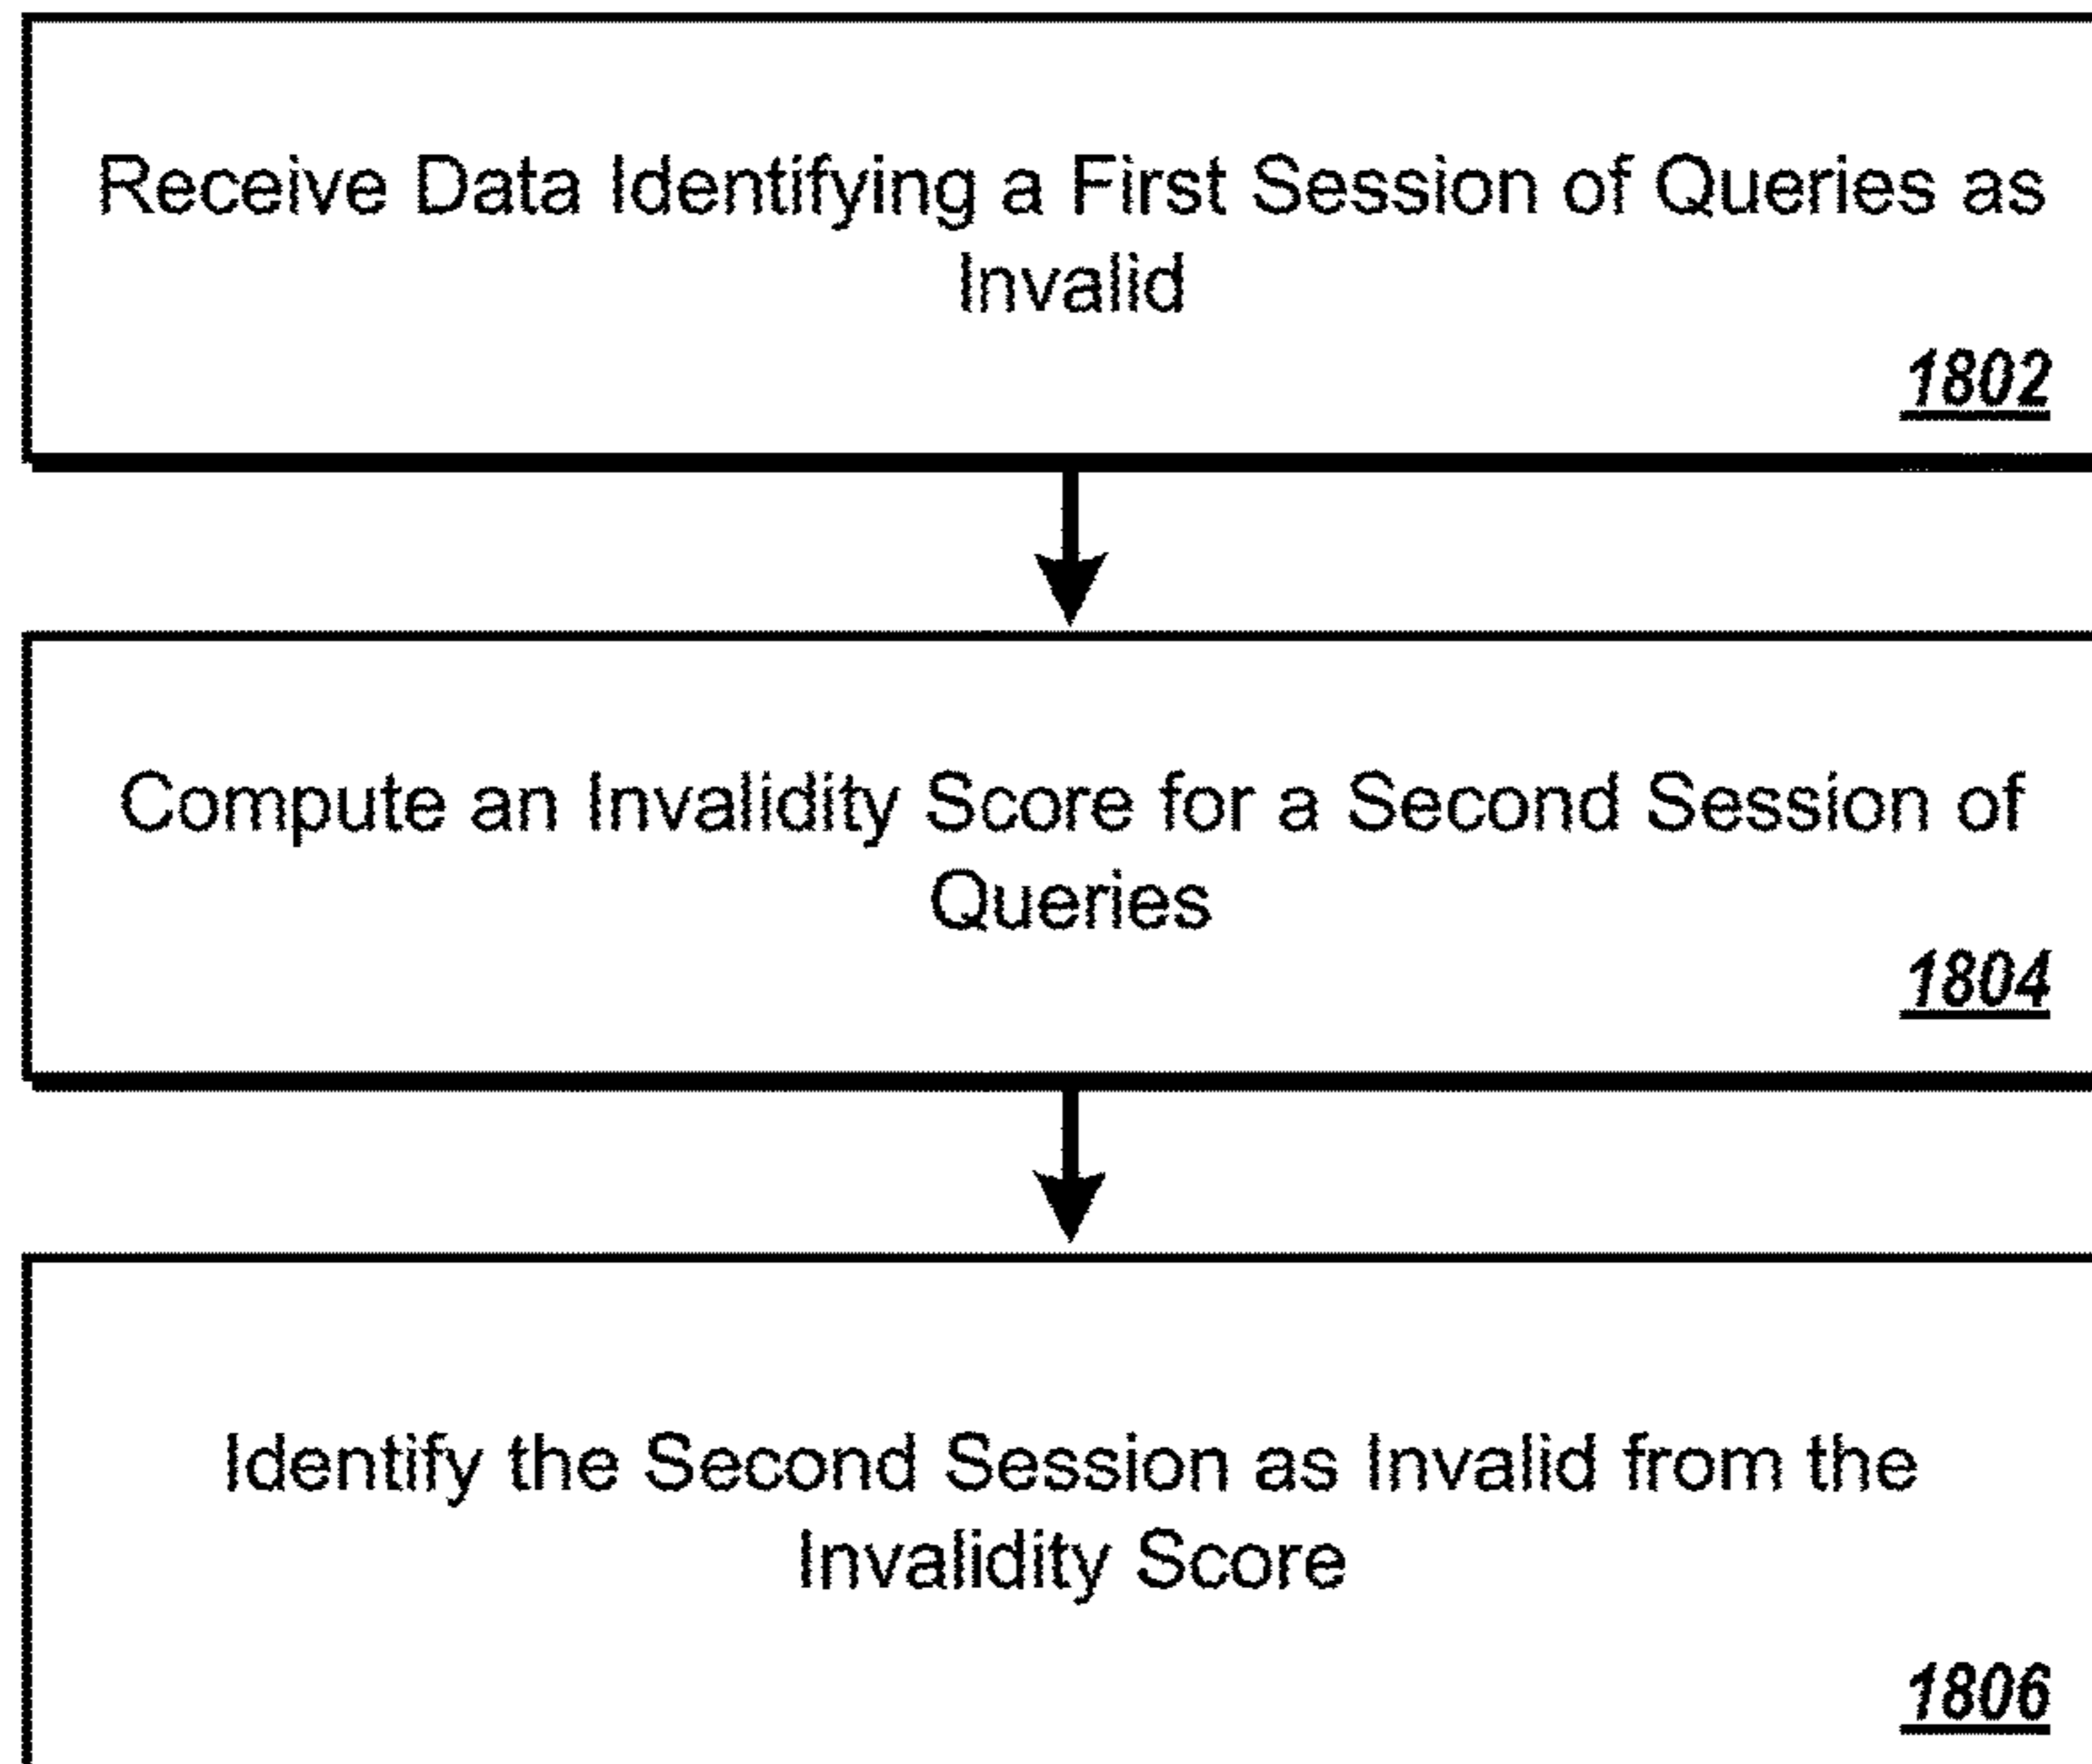 Receive Data Identifying a First Session of Queries as
Invalid
1802
Compute an Invalidity Score for a Second Session of
Queries
1804
Identify the Second Session as Invalid from the
Invalidity Score
1806